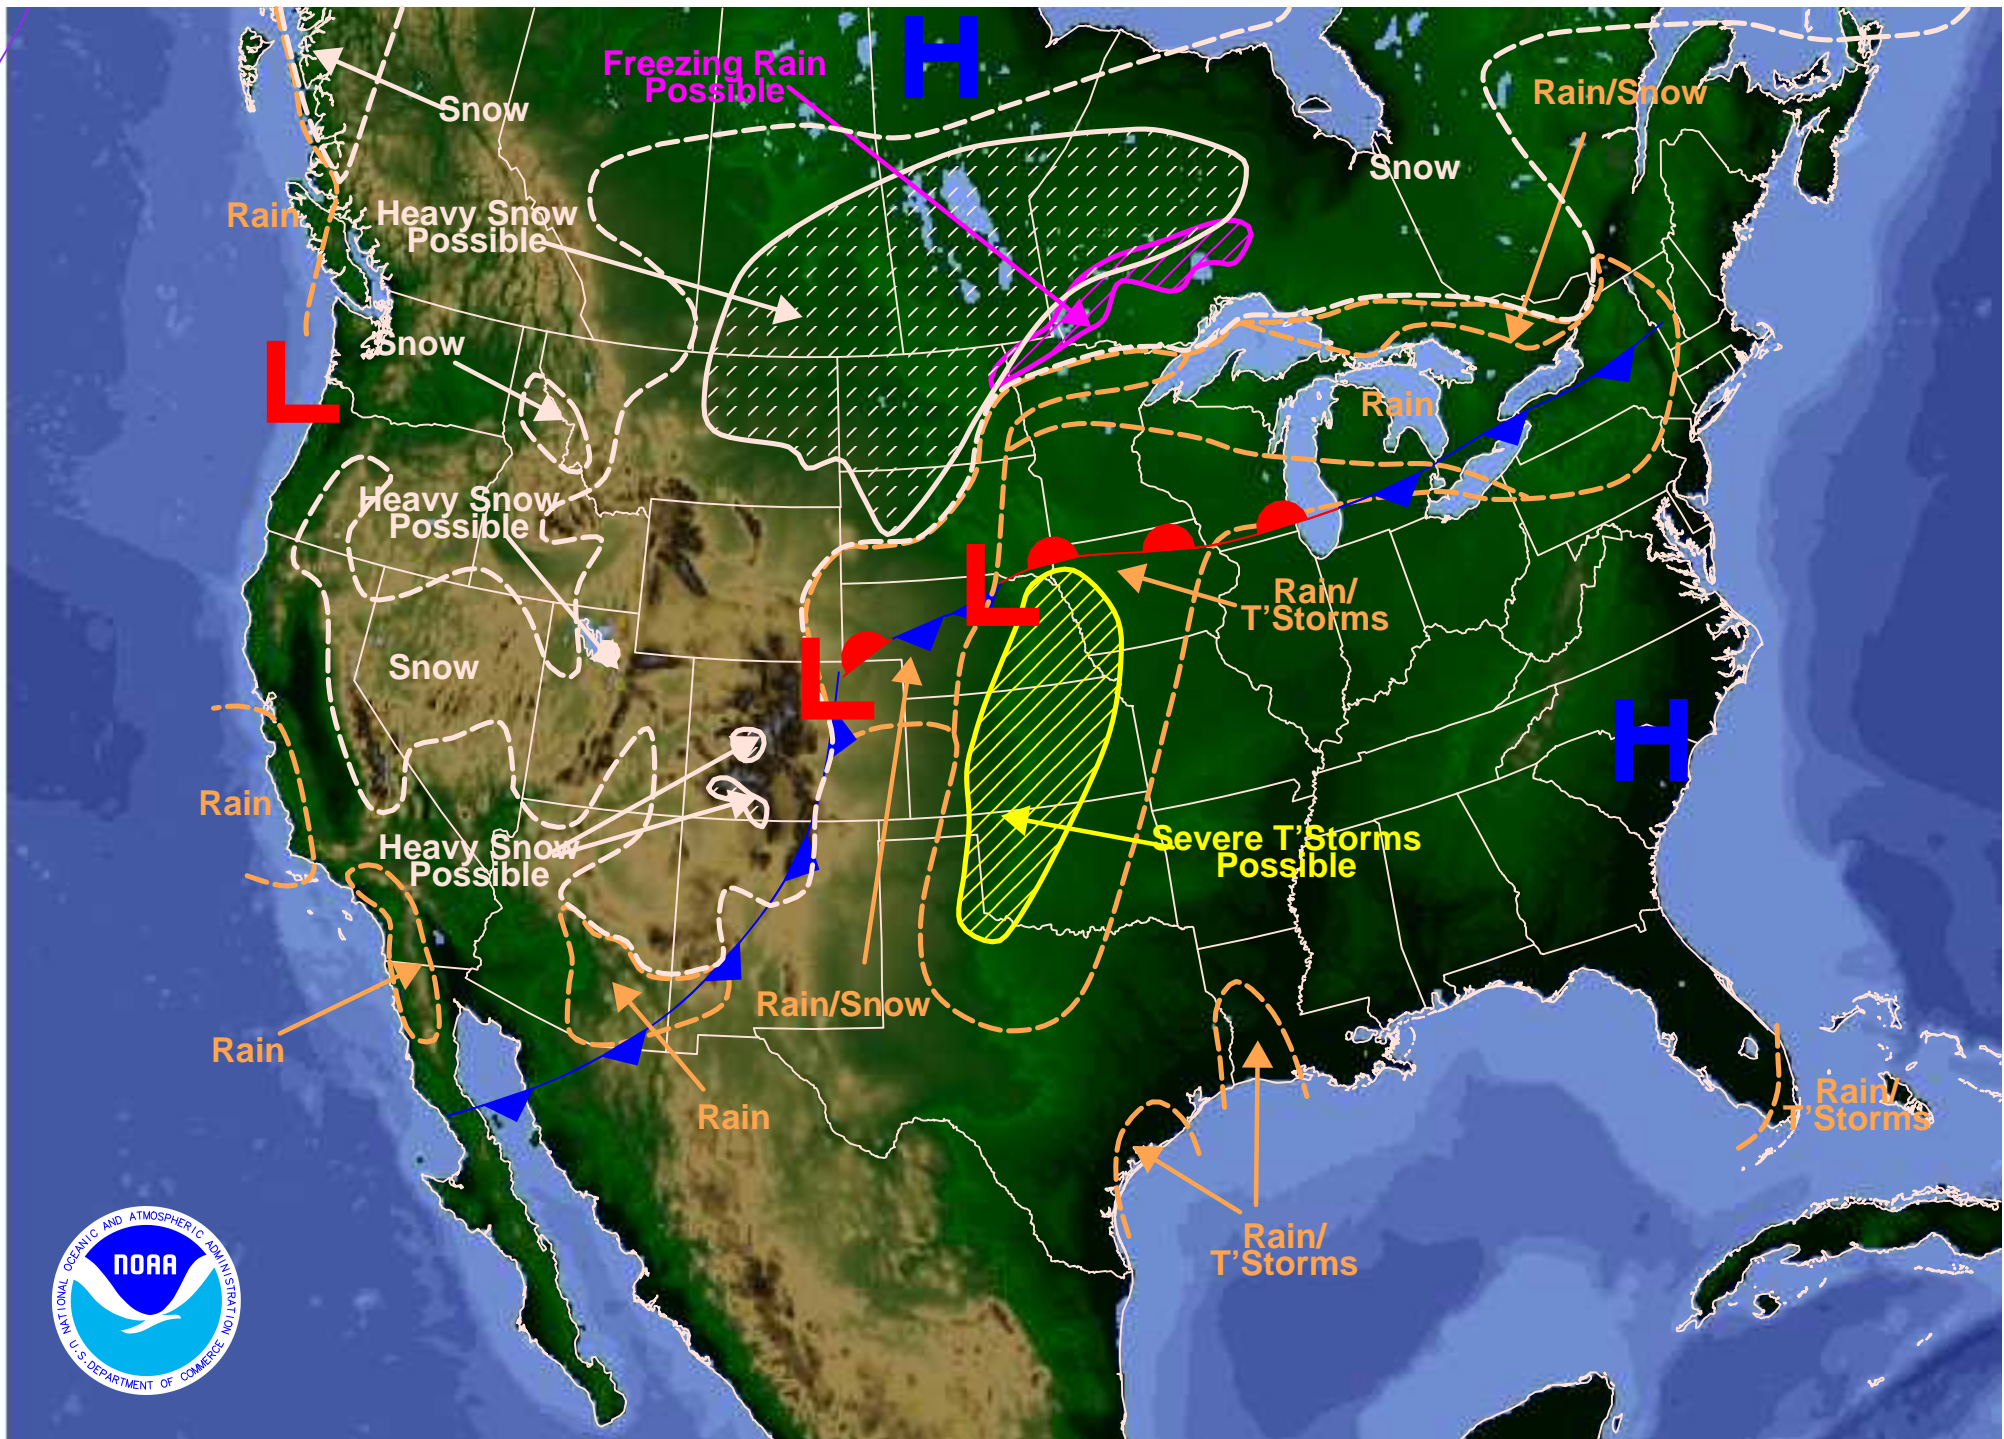 H
Freezing Rain
Possible
Rain/Snow
Snow
Snow
Rain
Heavy Snow
Possible
Snow
L
Rain
Heavy Snow
Possible
L
Rain/
T'Storms
L
Snow
H
Rain
Heavy Snow
Possible
Severe T'Storms
Possible
Rain/Snow
Rain
Rain
Rain/
T'Storms
Rain/
T'Storms
NATIONAL OCEANIC AND ATMOSPHERIC ADMINISTRATION
NOAA
U.S. DEPARTMENT OF COMMERCE